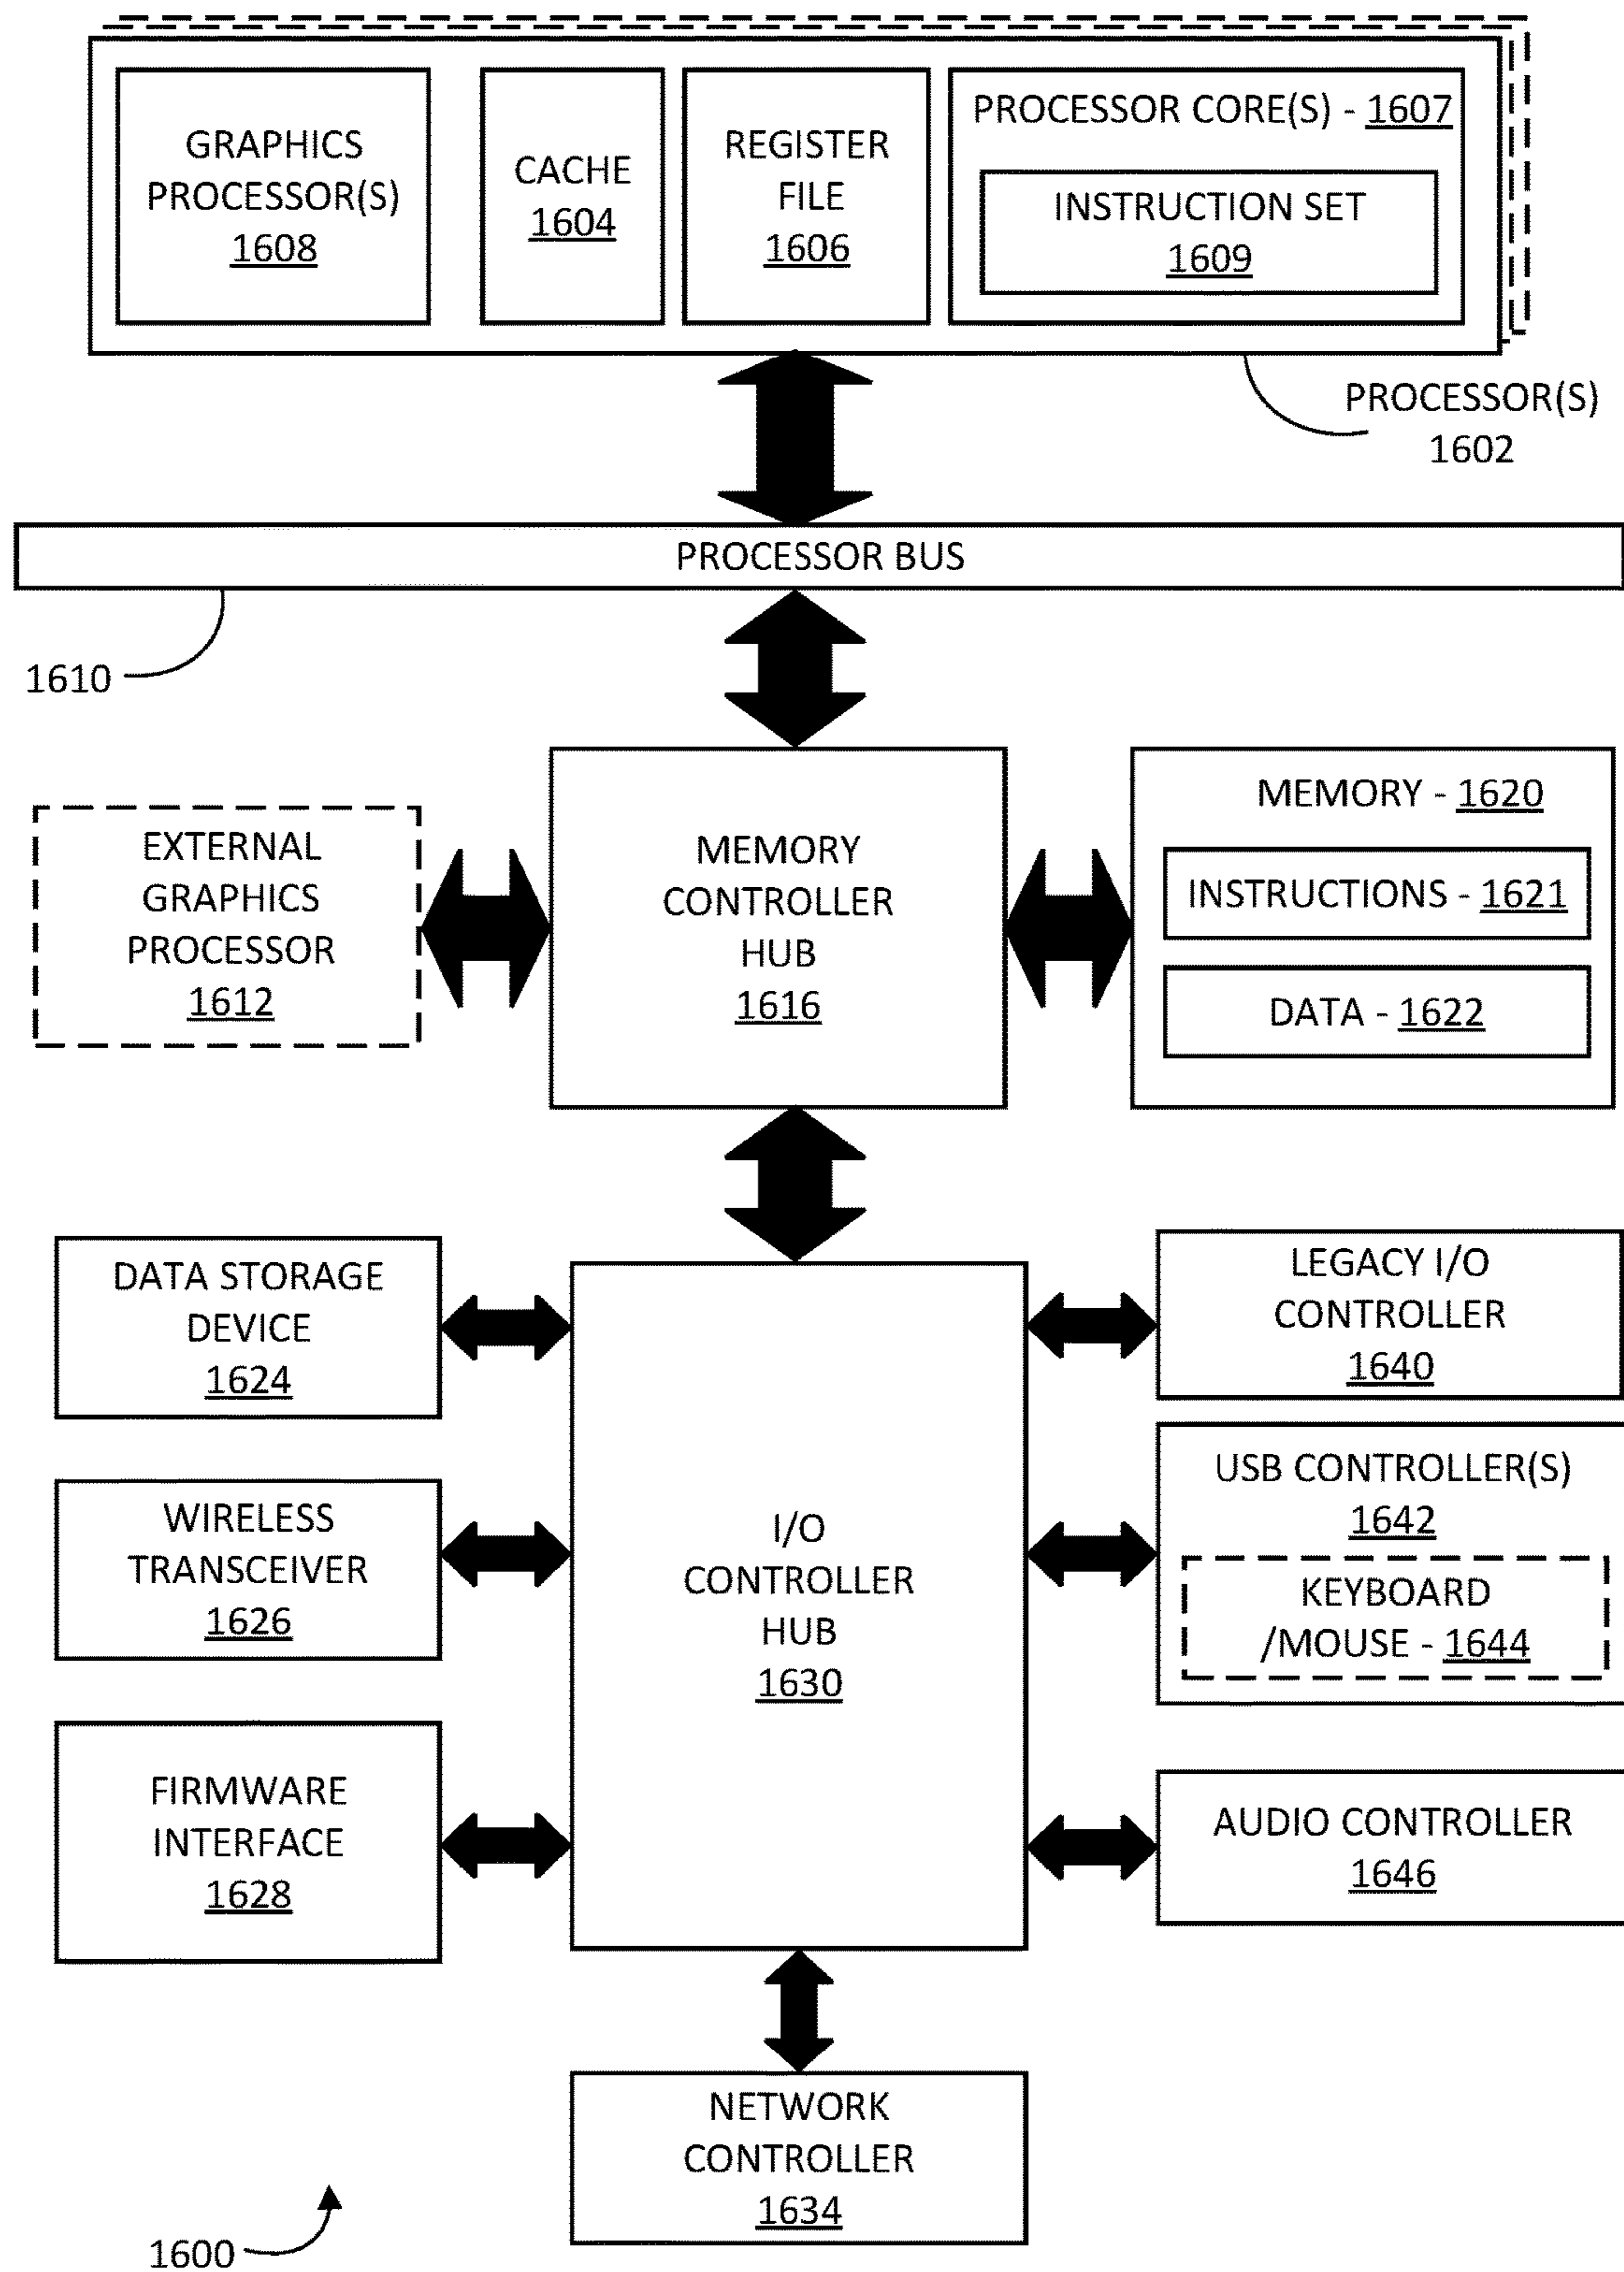 GRAPHICS
PROCESSOR(S)
1608
CACHE
1604
REGISTER
FILE
1606
PROCESSOR CORE(S) - 1607
INSTRUCTION SET
1609
PROCESSOR(S)
1602
PROCESSOR BUS
1610
EXTERNAL
GRAPHICS
PROCESSOR
1612
MEMORY
CONTROLLER
HUB
1616
MEMORY - 1620
INSTRUCTIONS - 1621
DATA - 1622
DATA STORAGE
DEVICE
1624
WIRELESS
TRANSCEIVER
1626
FIRMWARE
INTERFACE
1628
I/O
CONTROLLER
HUB
1630
LEGACY I/O
CONTROLLER
1640
USB CONTROLLER(S)
1642
KEYBOARD
/MOUSE - 1644
AUDIO CONTROLLER
1646
NETWORK
CONTROLLER
1634
1600